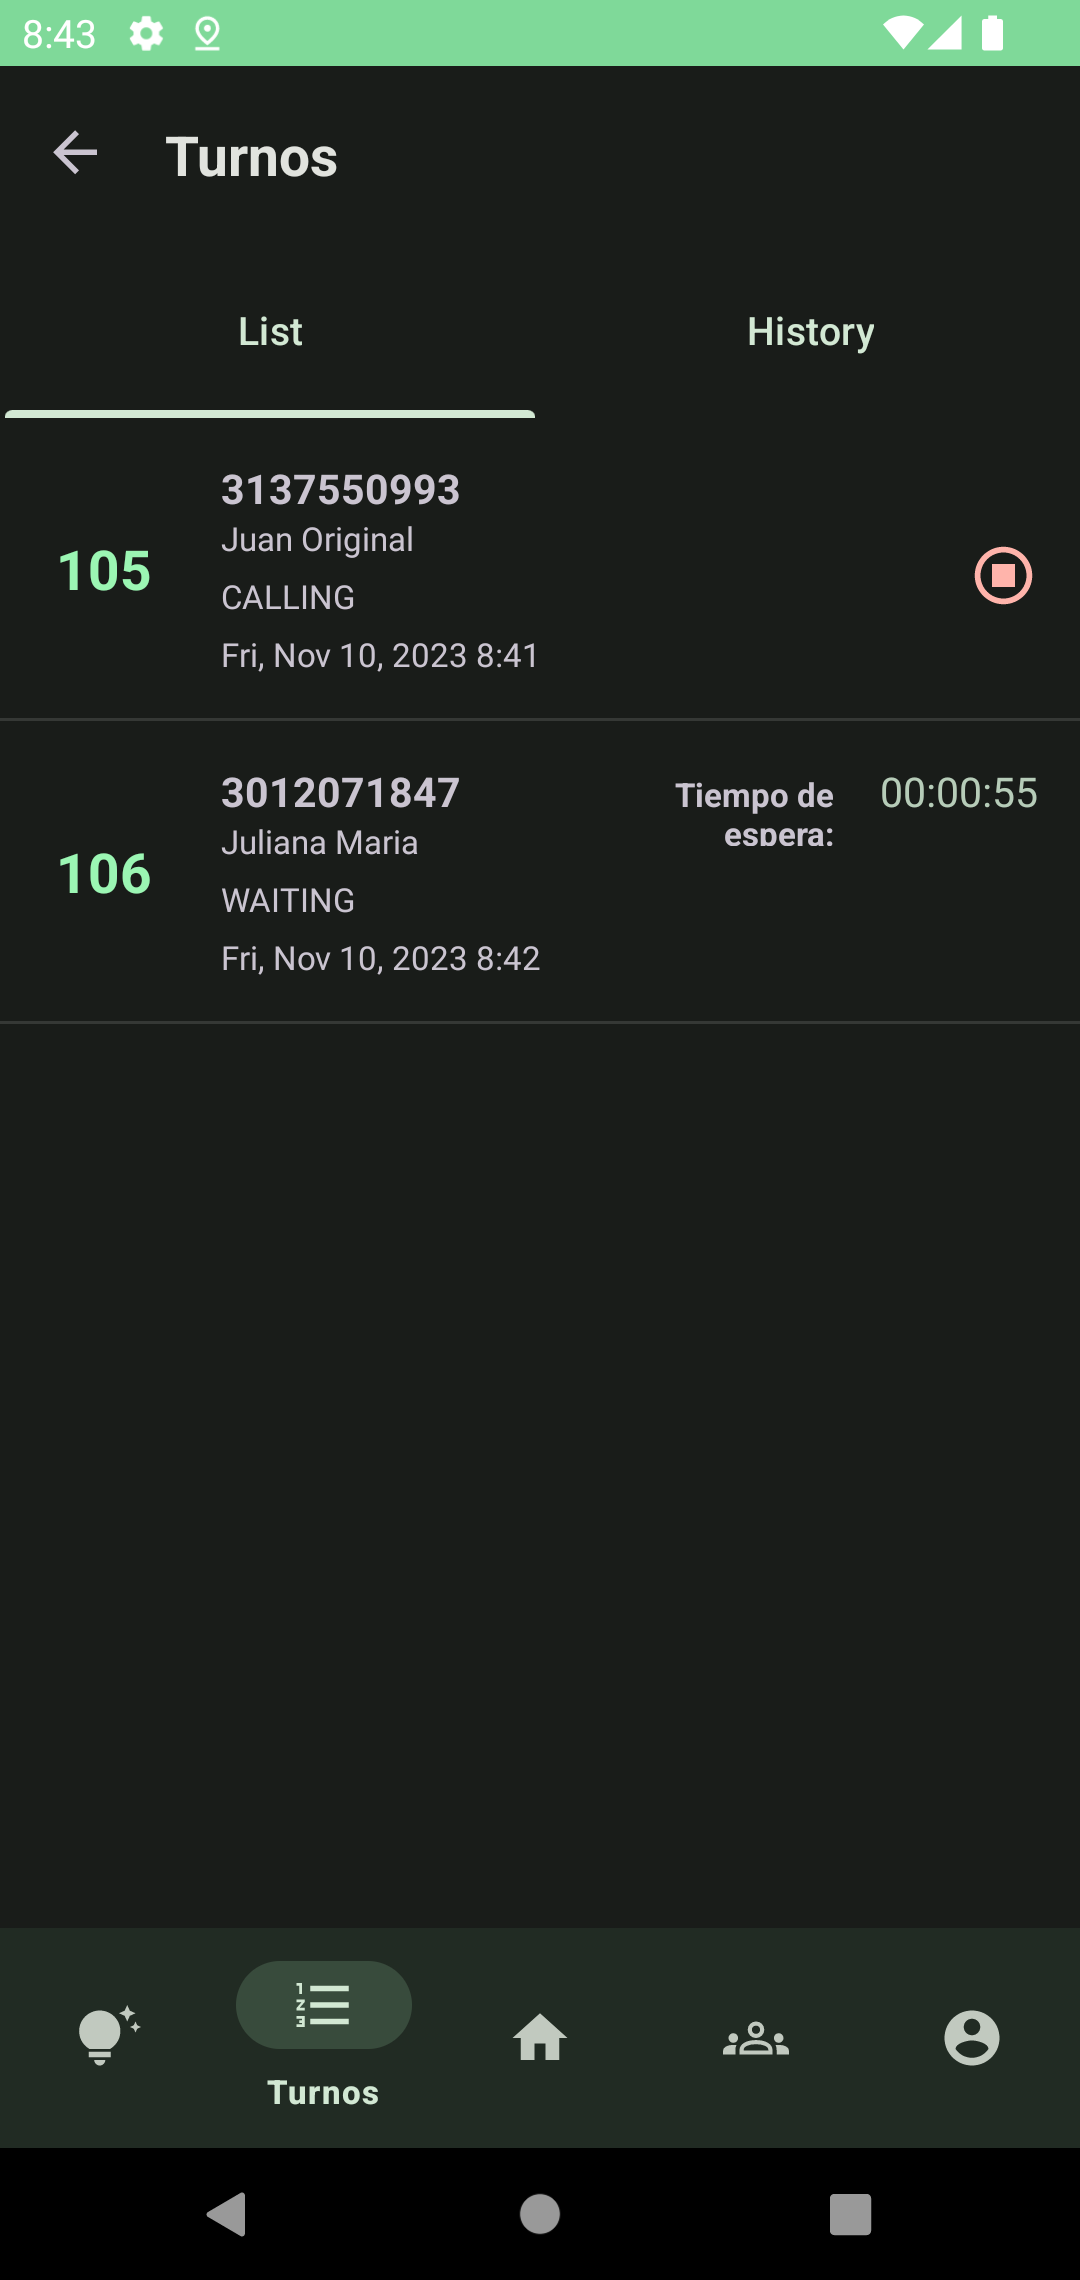 8:43
Turnos
List
History
3137550993
Juan Original
105
CALLING
Fri, Nov 10, 2023 8:41
3012071847
Tiempo de
espera:
00:00:55
Juliana Maria
106
WAITING
Fri, Nov 10, 2023 8:42
Turnos